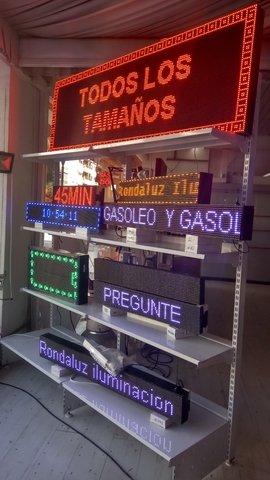 TODOS LOS
TAMAÑOS
45MIN
Rondaluz Ilu
10:54:11
GASOLEO Y GASOL
PREGUNTE
Rondaluz iluminacion